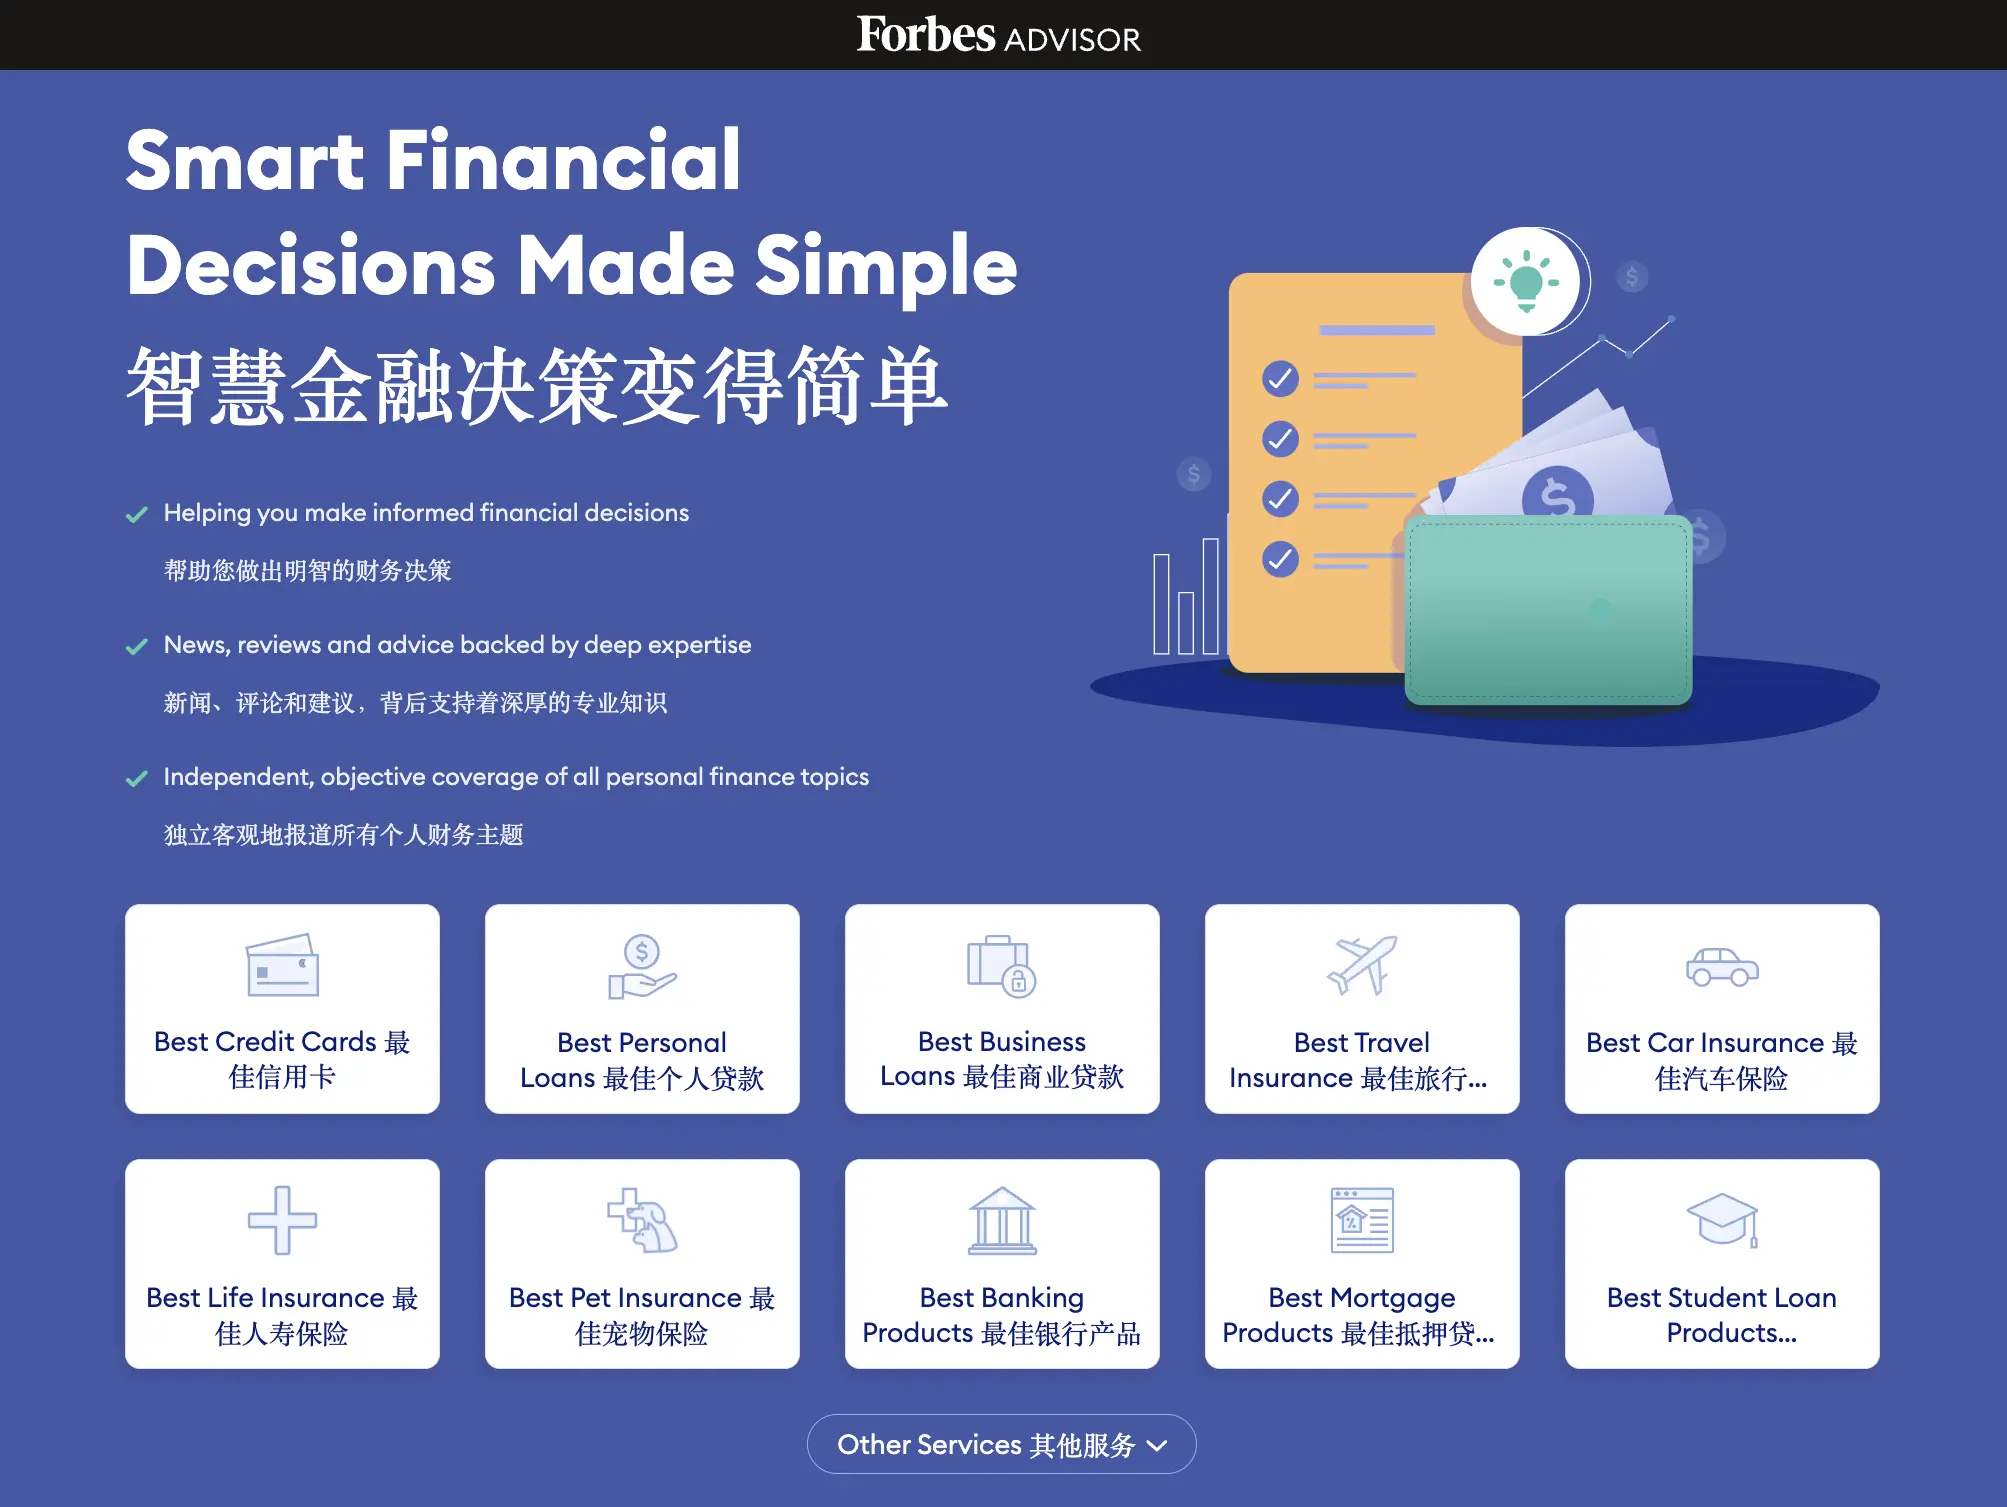 Forbes ADVISOR
Smart Financial
Decisions Made Simple
智慧金融决策变得简单
Helping you make informed financial decisions
帮助您做出明智的财务决策
News, reviews and advice backed by deep expertise
新闻、评论和建议，背后支持着深厚的专业知识
Independent, objective coverage of all personal finance topics
独立客观地报道所有个人财务主题
Best Credit Cards 最
佳信用卡
Best Personal
Loans 最佳个人贷款
Best Business
Loans 最佳商业贷款
Best Travel
Insurance 最佳旅行...
Best Car Insurance 最
佳汽车保险
Best Life Insurance 最
佳人寿保险
Best Pet Insurance 最
佳宠物保险
Best Banking
Products 最佳银行产品
Best Mortgage
Products 最佳抵押贷...
Best Student Loan
Products...
Other Services 其他服务